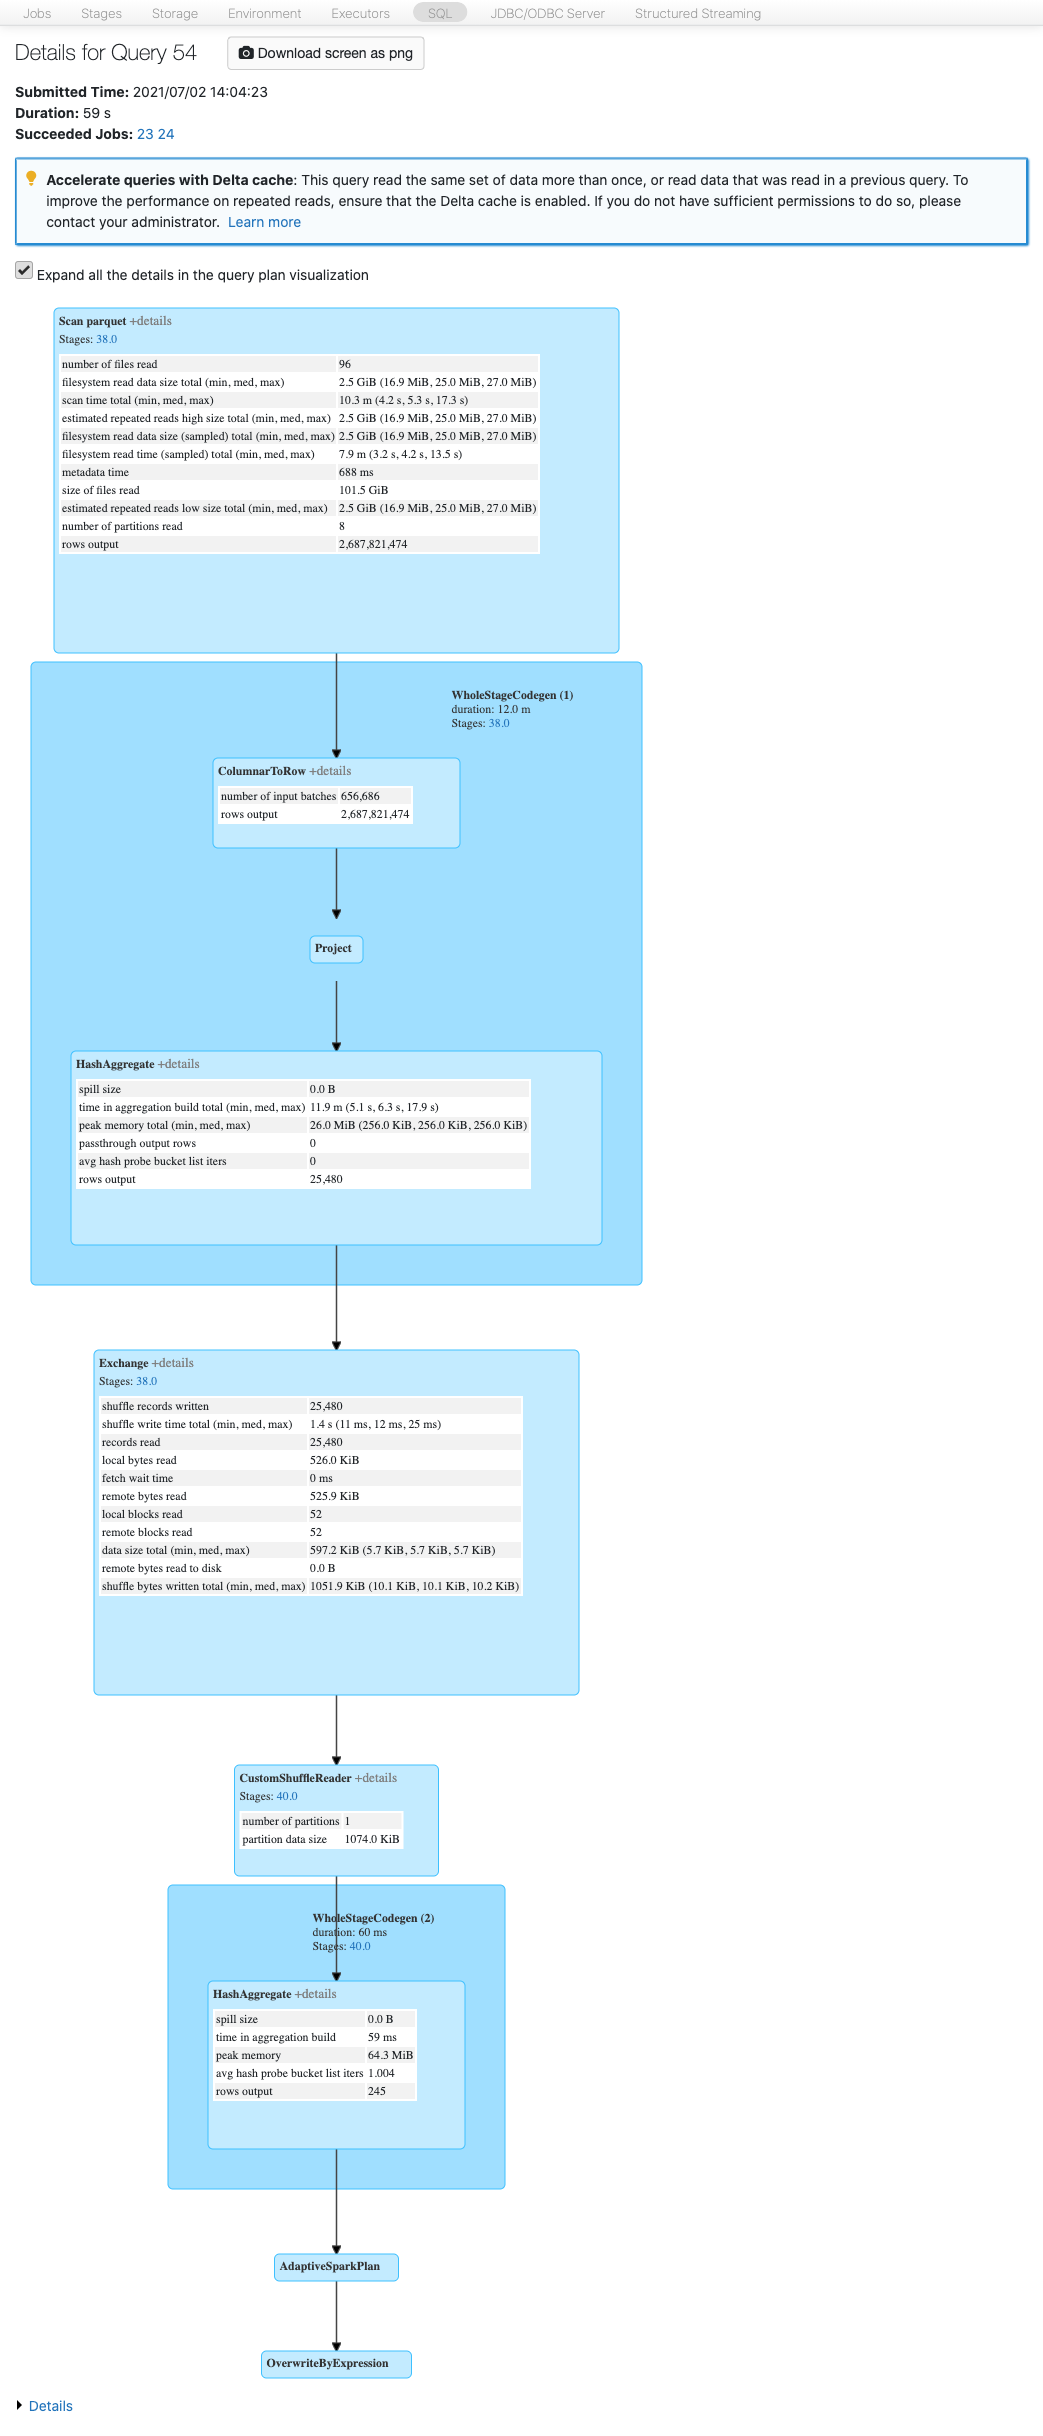 Jobs Stages Storage Environment Executors SQL JDBC/ODBC Server Structured Streaming
Details for Query 54
Download screen as png
Submitted Time: 2021/07/02 14:04:23
Duration: 59 s
Succeeded Jobs: 23 24
Accelerate queries with Delta cache: This query read the same set of data more than once, or read data that was read in a previous query. To
improve the performance on repeated reads, ensure that the Delta cache is enabled. If you do not have sufficient permissions to do so, please
contact your administrator. Learn more
Expand all the details in the query plan visualization
Scan parquet +details
Stages: 38.0
number of files read 96
filesystem read data size total (min, med, max) 2.5 GiB (16.9 MiB, 25.0 MiB, 27.0 MiB)
scan time total (min, med, max) 10.3 m (4.2 s, 5.3 s, 17.3 s)
estimated repeated reads high size total (min, med, max) 2.5 GiB (16.9 MiB, 25.0 MiB, 27.0 MiB)
filesystem read data size (sampled) total (min, med, max) 2.5 GiB (16.9 MiB, 25.0 MiB, 27.0 MiB)
filesystem read time (sampled) total (min, med, max) 7.9 m (3.2 s, 4.2 s, 13.5 s)
metadata time 688 ms
size of files read 101.5 GiB
estimated repeated reads low size total (min, med, max) 2.5 GiB (16.9 MiB, 25.0 MiB, 27.0 MiB)
number of partitions read 8
rows output 2,687,821,474
WholeStageCodegen (1)
duration: 12.0 m
Stages: 38.0
ColumnarToRow +details
number of input batches 656,686
rows output 2,687,821,474
Project
HashAggregate +details
spill size 0.0 B
time in aggregation build total (min, med, max) 11.9 m (5.1 s, 6.3 s, 17.9 s)
peak memory total (min, med, max) 26.0 MiB (256.0 KiB, 256.0 KiB, 256.0 KiB)
passthrough output rows 0
avg hash probe bucket list iters 0
rows output 25,480
Exchange +details
Stages: 38.0
shuffle records written 25,480
shuffle write time total (min, med, max) 1.4 s (11 ms, 12 ms, 25 ms)
records read 25,480
local bytes read 526.0 KiB
fetch wait time 0 ms
remote bytes read 525.9 KiB
local blocks read 52
remote blocks read 52
data size total (min, med, max) 597.2 KiB (5.7 KiB, 5.7 KiB, 5.7 KiB)
remote bytes read to disk 0.0 B
shuffle bytes written total (min, med, max) 1051.9 KiB (10.1 KiB, 10.1 KiB, 10.2 KiB)
CustomShuffleReader +details
Stages: 40.0
number of partitions 1
partition data size 1074.0 KiB
WholeStageCodegen (2)
duration: 60 ms
Stages: 40.0
HashAggregate +details
spill size 0.0 B
time in aggregation build 59 ms
peak memory 64.3 MiB
avg hash probe bucket list iters 1.004
rows output 245
AdaptiveSparkPlan
OverwriteByExpression
Details